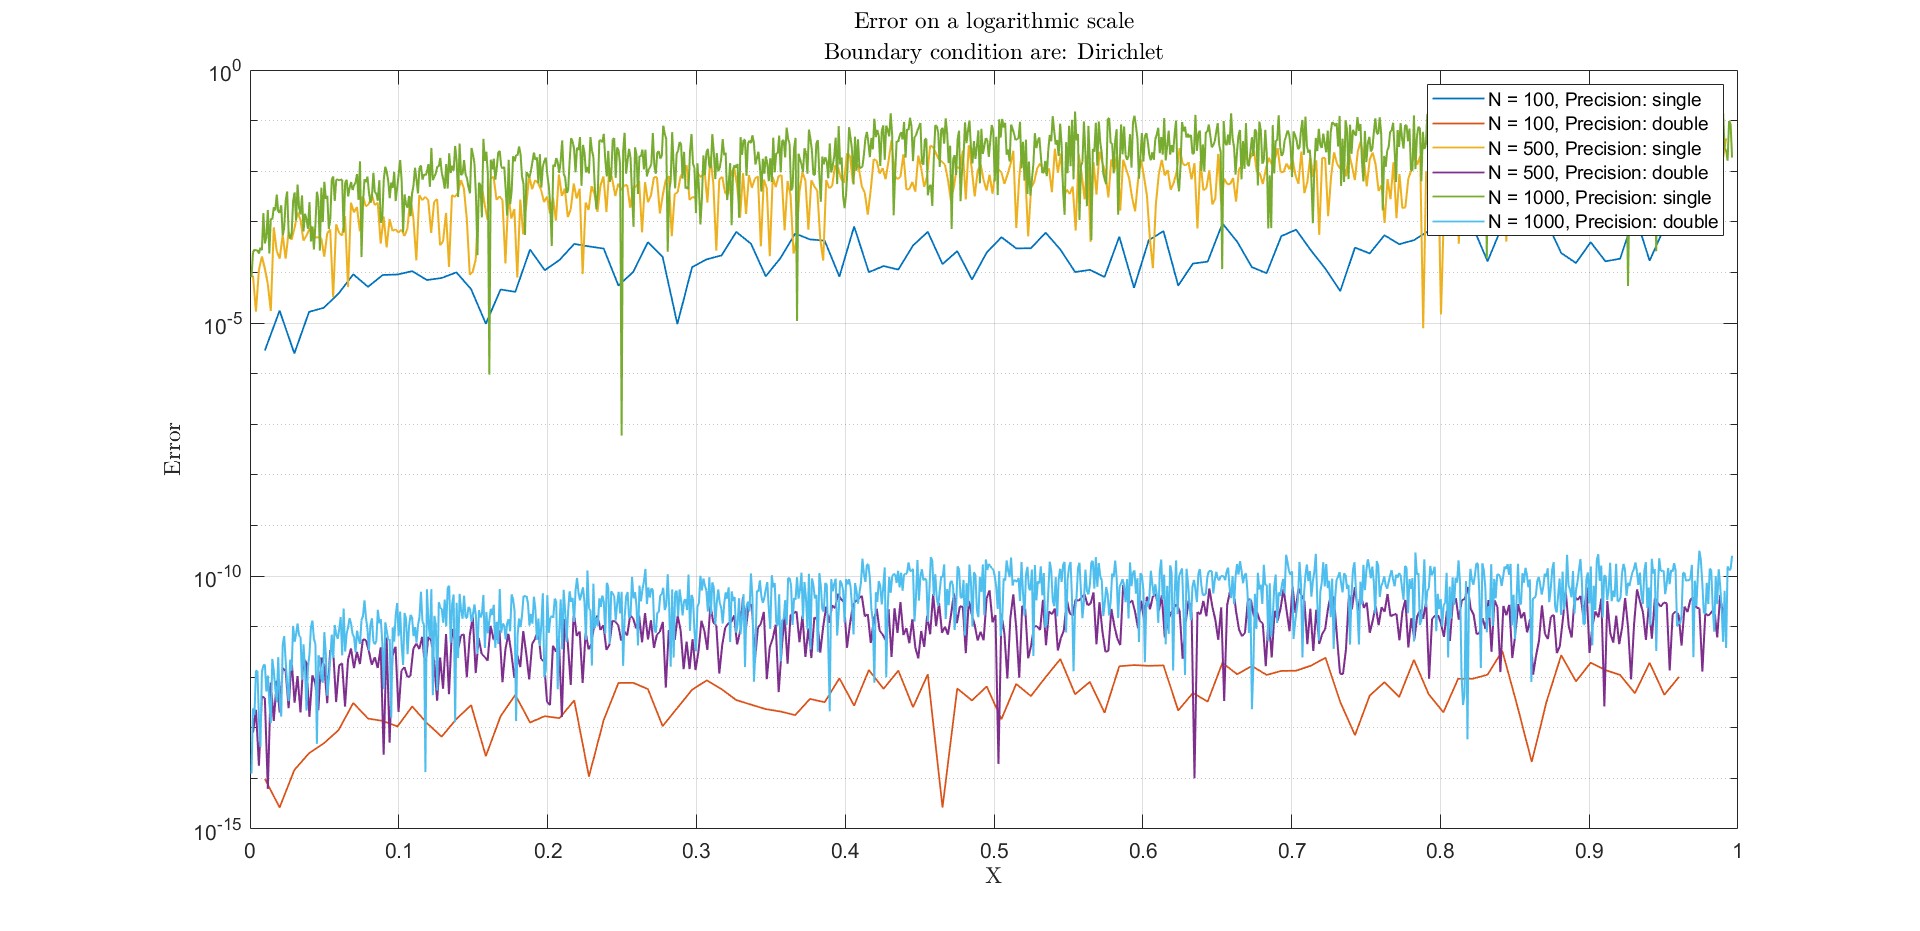 Error on a logarithmic scale
Boundary condition are: Dirichlet
10^0
10^-5
10^-10
10^-15
Error
N = 100, Precision: single
N = 100, Precision: double
N = 500, Precision: single
N = 500, Precision: double
N = 1000, Precision: single
N = 1000, Precision: double
0 0.1 0.2 0.3 0.4 0.5 0.6 0.7 0.8 0.9 1
X